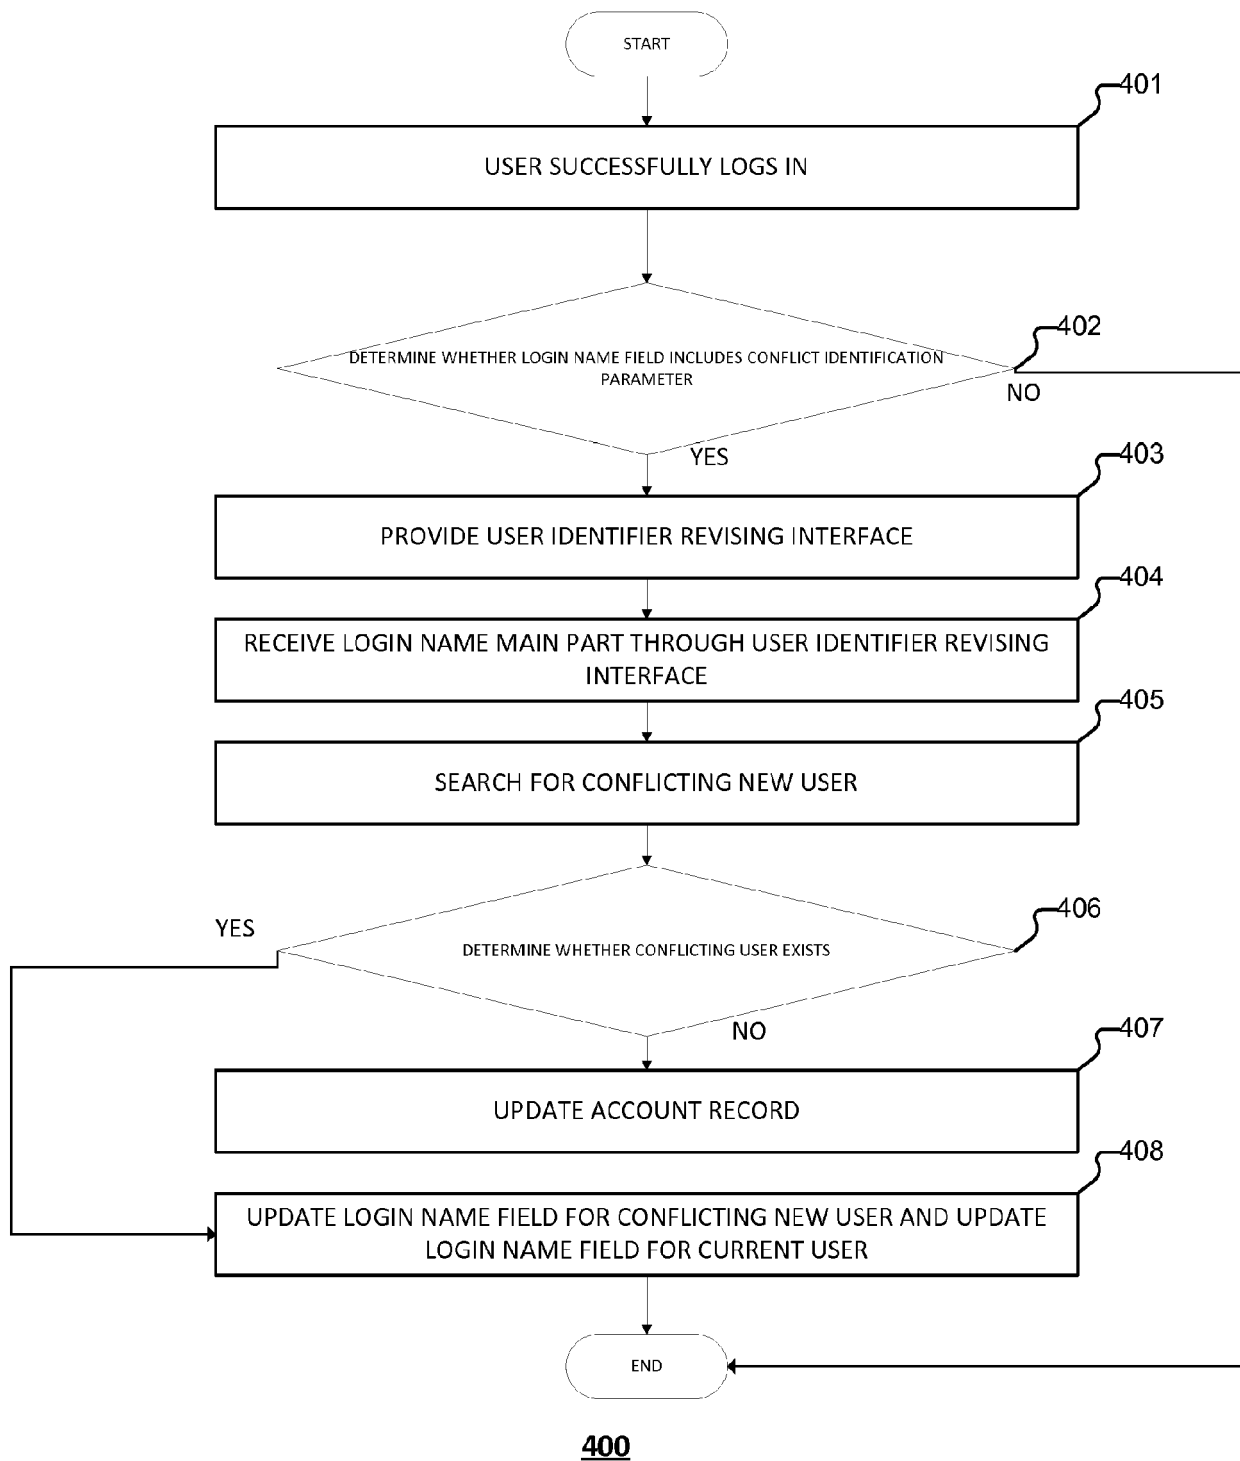 START
401
USER SUCCESSFULLY LOGS IN
402
DETERMINE WHETHER LOGIN NAME FIELD INCLUDES CONFLICT IDENTIFICATION
PARAMETER
NO
YES
403
PROVIDE USER IDENTIFIER REVISING INTERFACE
404
RECEIVE LOGIN NAME MAIN PART THROUGH USER IDENTIFIER REVISING
INTERFACE
405
SEARCH FOR CONFLICTING NEW USER
406
YES
DETERMINE WHETHER CONFLICTING USER EXISTS
NO
407
UPDATE ACCOUNT RECORD
408
UPDATE LOGIN NAME FIELD FOR CONFLICTING NEW USER AND UPDATE
LOGIN NAME FIELD FOR CURRENT USER
END
400